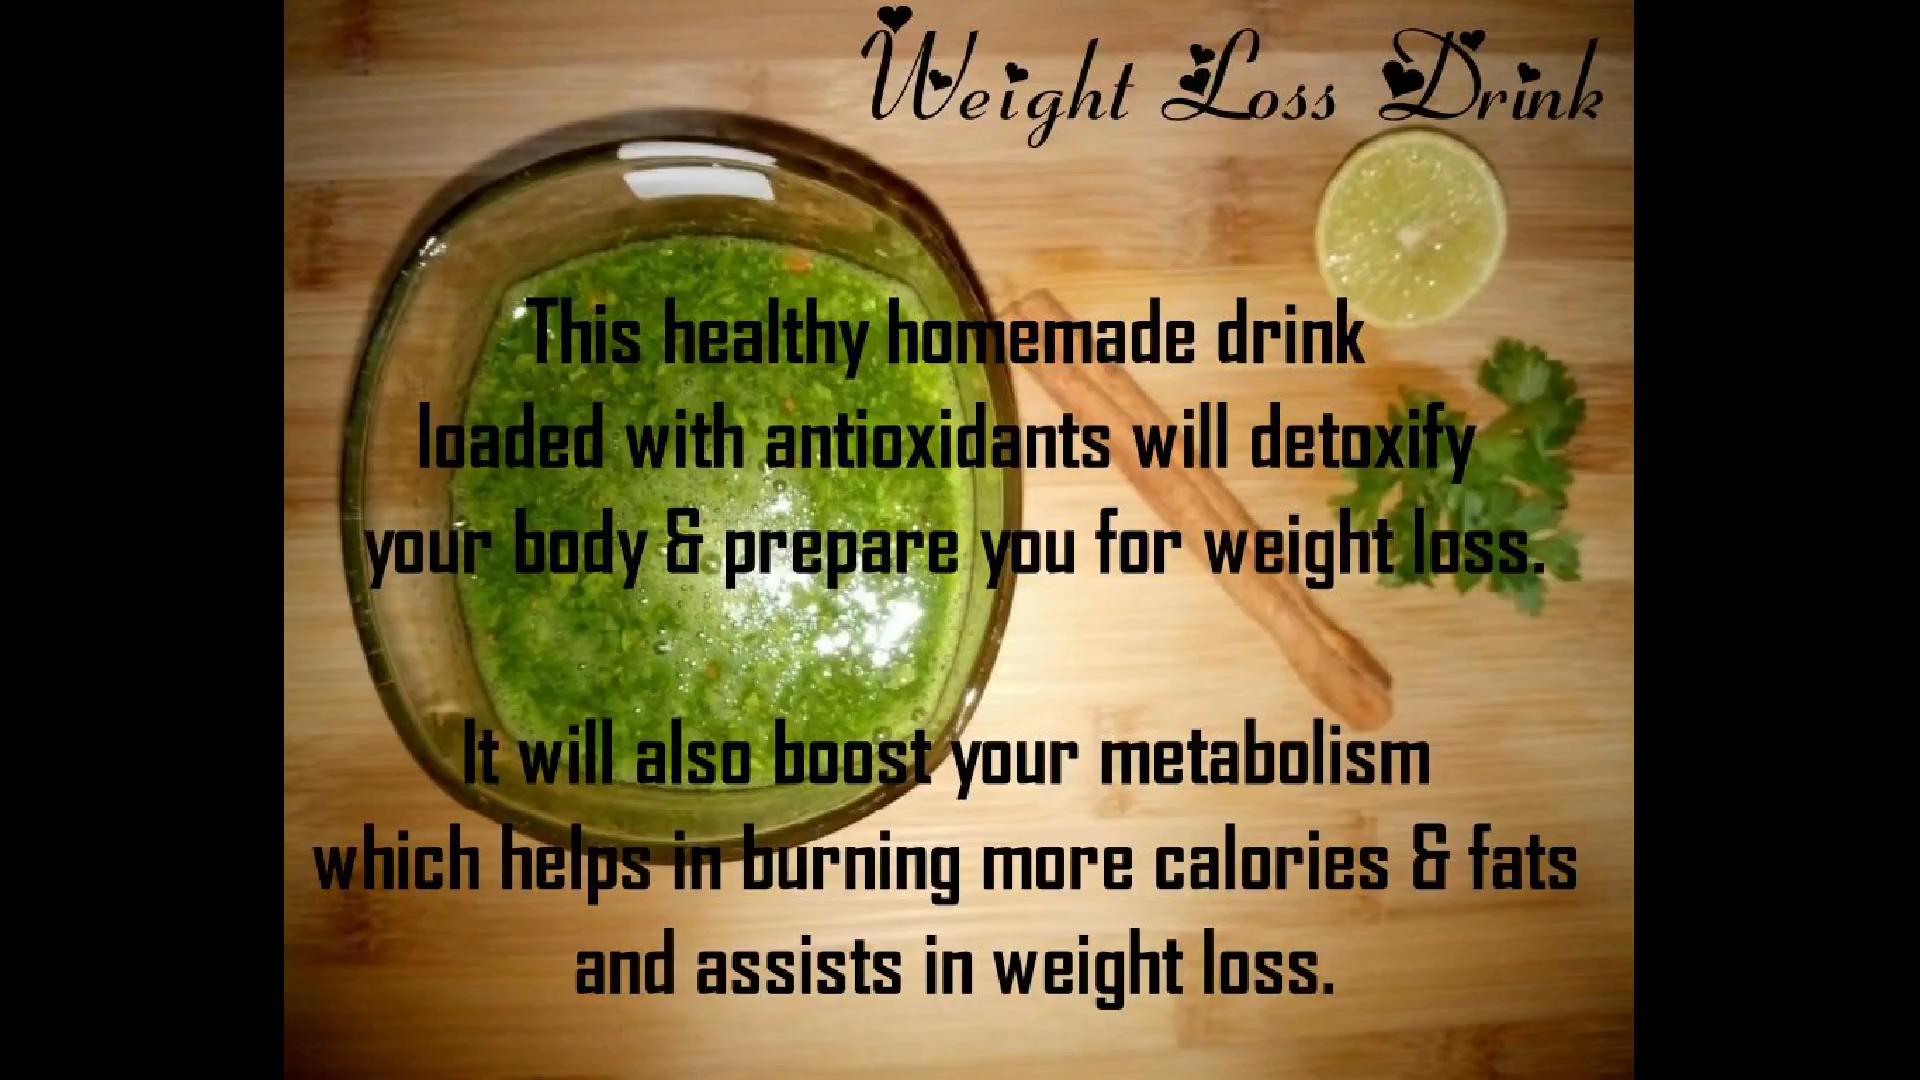 Weight Loss Drink
This healthy homemade drink
loaded with antioxidants will detoxify
your body & prepare you for weight loss.
It will also boost your metabolism
which helps in burning more calories & fats
and assists in weight loss.